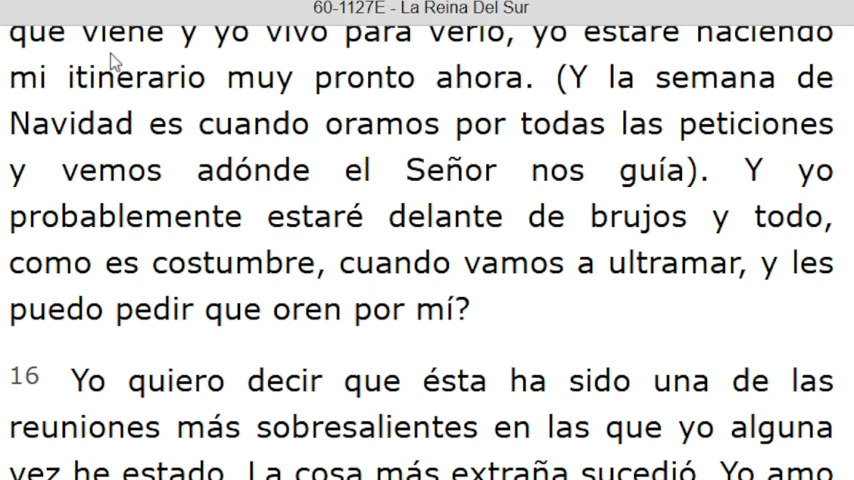 60-1127E - La Reina Del Sur
que viene y yo vivo para verlo, yo estaré haciendo
mi itinerario muy pronto ahora. (Y la semana de
Navidad es cuando oramos por todas las peticiones
y vemos adónde el Señor nos guía). Y yo
probablemente estaré delante de brujos y todo,
como es costumbre, cuando vamos a ultramar, y les
puedo pedir que oren por mí?
16 Yo quiero decir que ésta ha sido una de las
reuniones más sobresalientes en las que yo alguna
vez he estado. La cosa más extraña sucedió. Yo amo